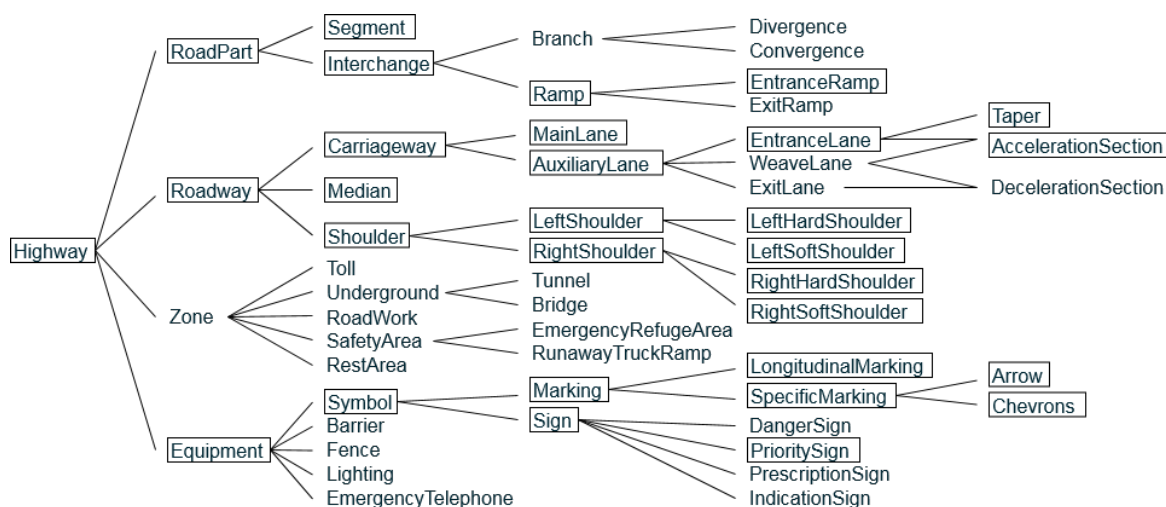 Highway
RoadPart
Segment
Interchange
Branch
Divergence
Convergence
Ramp
EntranceRamp
ExitRamp
Roadway
Carriageway
MainLane
AuxiliaryLane
EntranceLane
Taper
AccelerationSection
WeaveLane
ExitLane
DecelerationSection
Median
Shoulder
LeftShoulder
LeftHardShoulder
LeftSoftShoulder
RightShoulder
RightHardShoulder
RightSoftShoulder
Zone
Toll
Underground
Tunnel
Bridge
RoadWork
SafetyArea
EmergencyRefugeArea
RunawayTruckRamp
RestArea
Equipment
Symbol
Marking
LongitudinalMarking
SpecificMarking
Arrow
Chevrons
Sign
DangerSign
PrioritySign
PrescriptionSign
IndicationSign
Barrier
Fence
Lighting
EmergencyTelephone